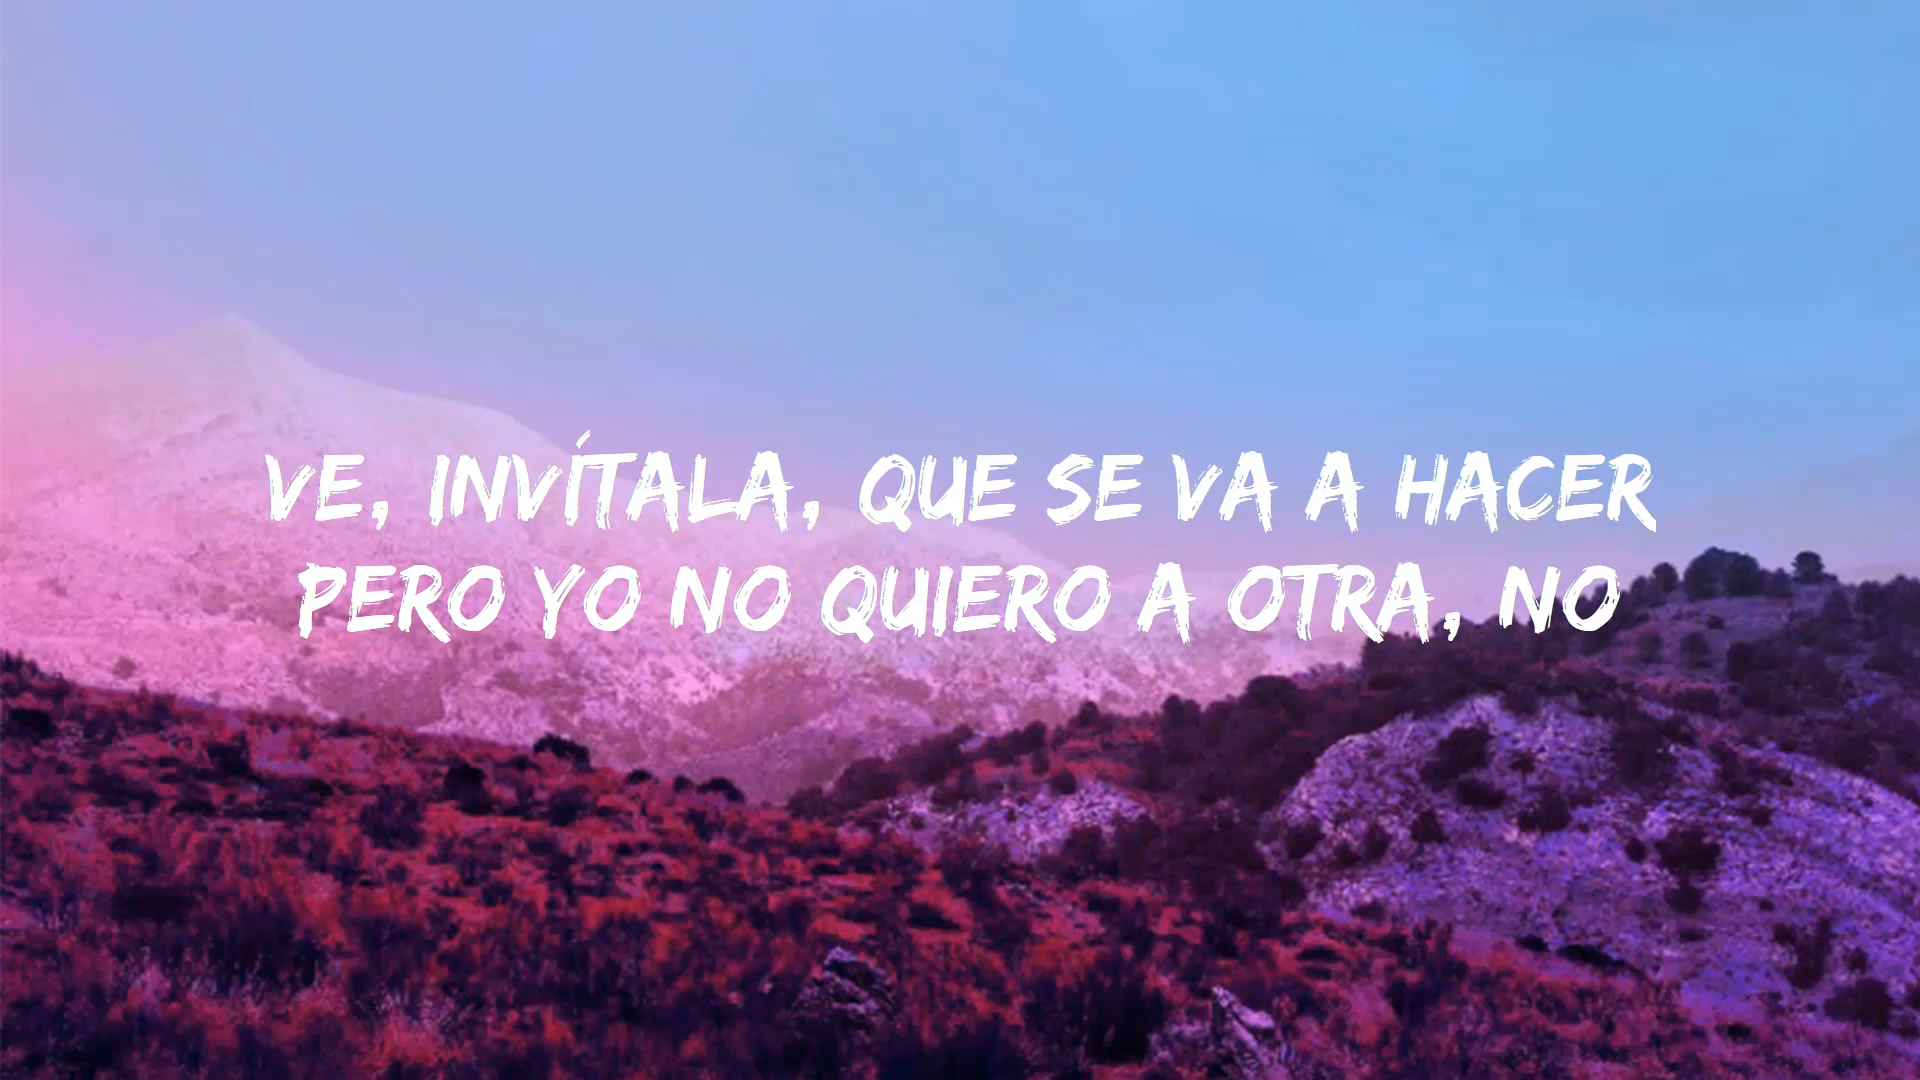 VE, INVÍTALA, QUE SE VA A HACER
PERO YO NO QUIERO A OTRA, NO